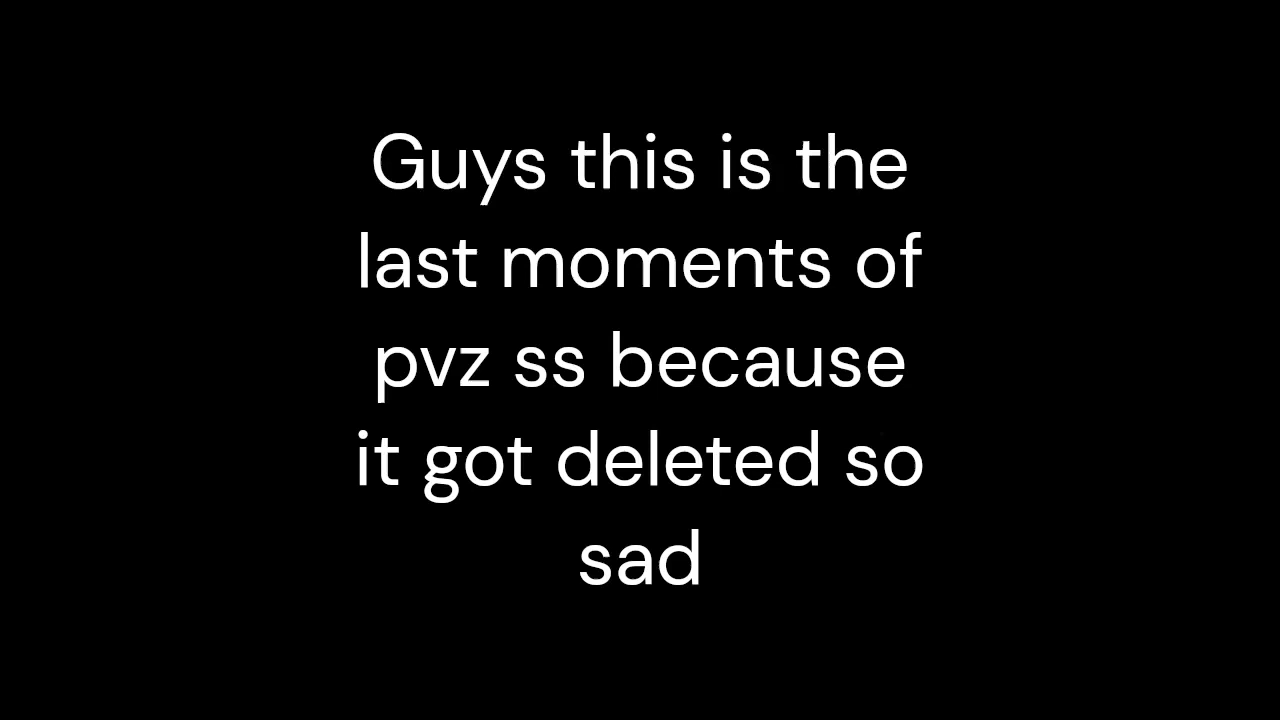 Guys this is the
last moments of
pvz ss because
it got deleted so
sad